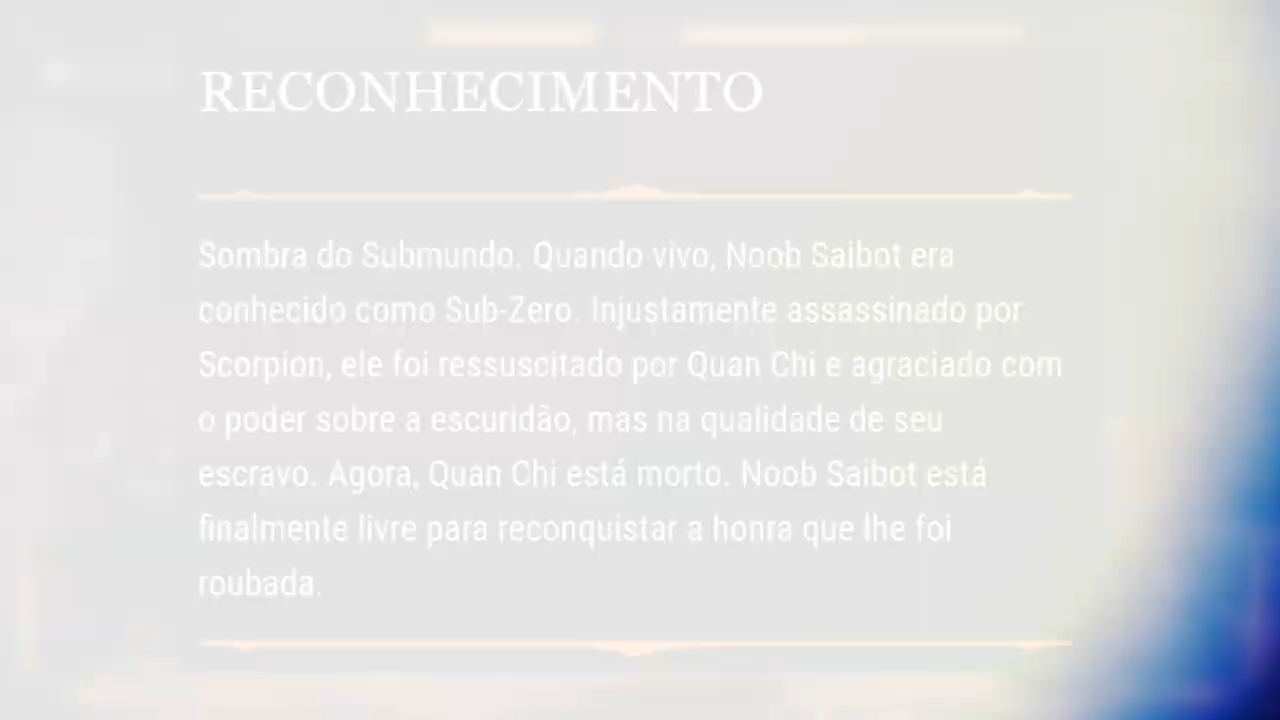 RECONHECIMENTO
Sombra do Submundo. Quando vivo, Noob Saibot era
conhecido como Sub-Zero. Injustamente assassinado por
Scorpion, ele foi ressuscitado por Quan Chi e agraciado com
o poder sobre a escuridão, mas na qualidade de seu
escravo. Agora, Quan Chi está morto. Noob Saibot está
finalmente livre para reconquistar a honra que lhe foi
roubada.